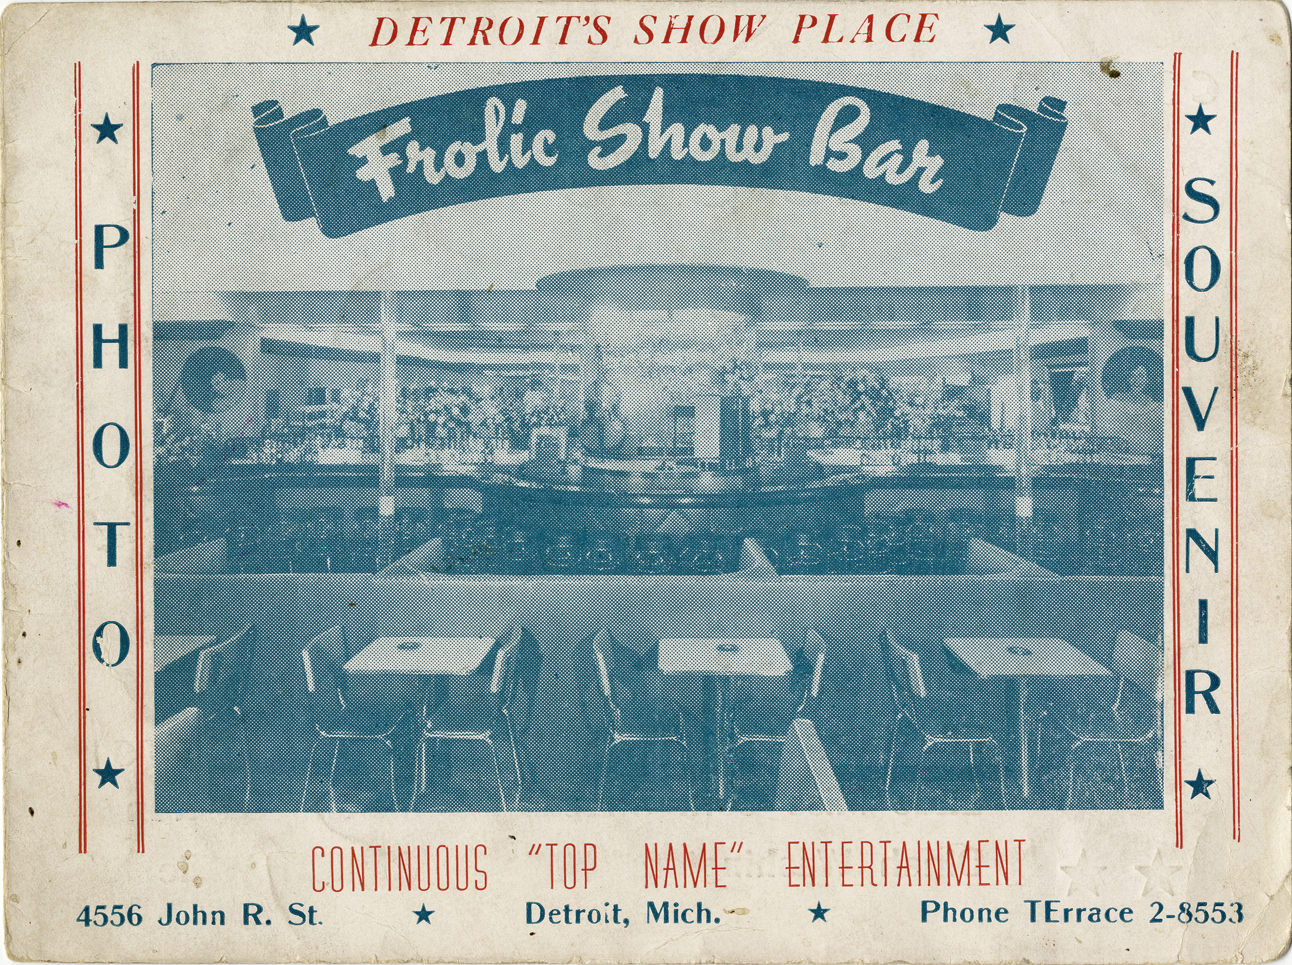 DETROIT'S SHOW PLACE
Frolic Show Bar
PHOTO
SOUVENIR
CONTINUOUS "TOP NAME" ENTERTAINMENT
4556 John R. St. Detroit, Mich. Phone TErrace 2-8553